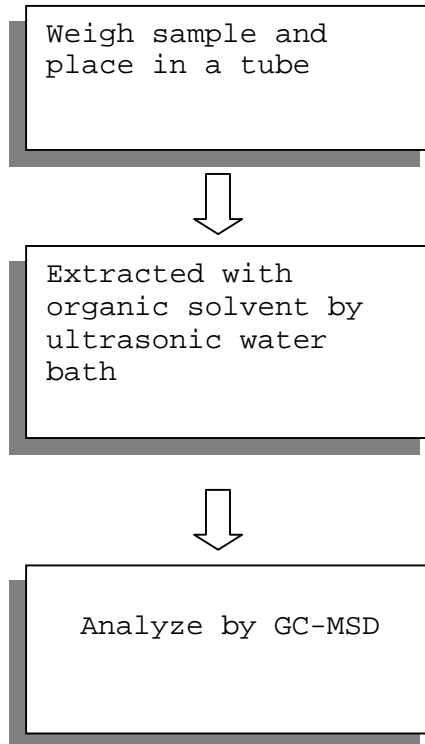 Weigh sample and
place in a tube
Extracted with
organic solvent by
ultrasonic water
bath
Analyze by GC-MSD